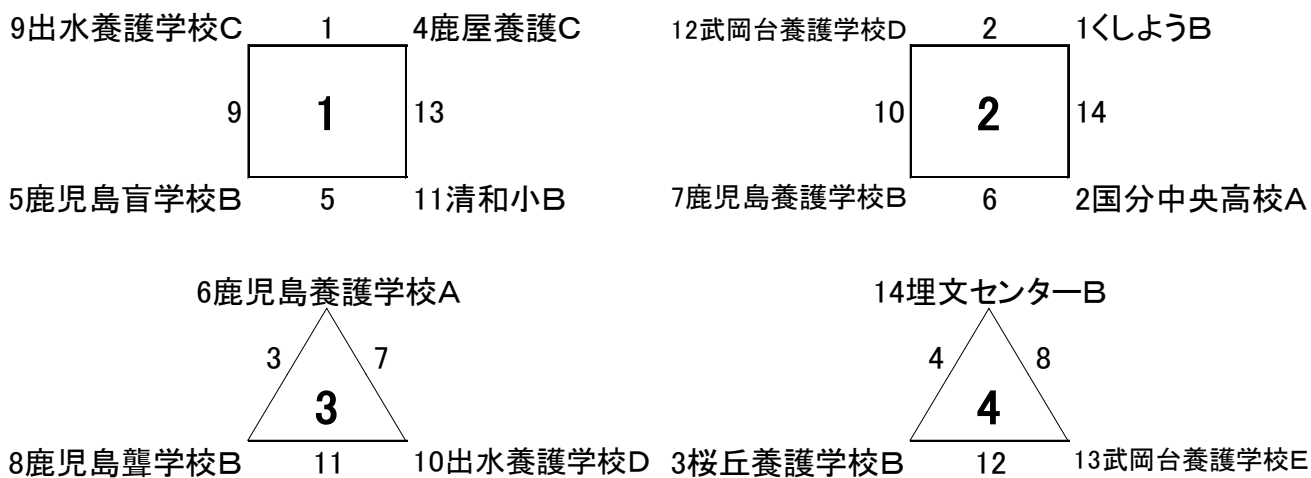 9出水養護学校C 1 4鹿屋養護C 12武岡台養護学校D 2 1くしようB
9 1 13 10 2 14
5鹿児島盲学校B 5 11清和小B 7鹿児島養護学校B 6 2国分中央高校A
6鹿児島養護学校A 14埋文センターB
3 7 4 8
3 4
8鹿児島聾学校B 11 10出水養護学校D 3桜丘養護学校B 12 13武岡台養護学校E